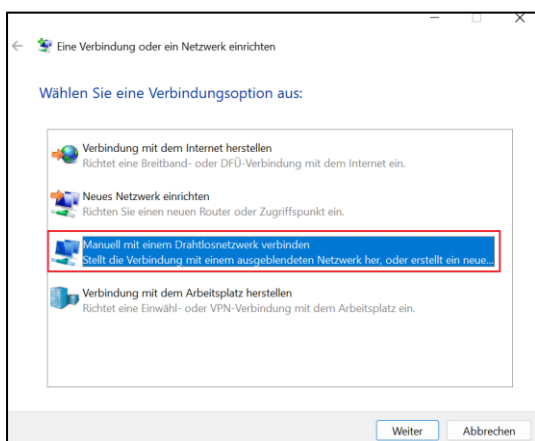 Eine Verbindung oder ein Netzwerk einrichten
Wählen Sie eine Verbindungsoption aus:
Verbindung mit dem Internet herstellen
Richtet eine Breitband- oder DFÜ-Verbindung mit dem Internet ein.
Neues Netzwerk einrichten
Richten Sie einen neuen Router oder Zugriffspunkt ein.
Manuell mit einem Drahtlosnetzwerk verbinden
Stellt die Verbindung mit einem ausgeblendeten Netzwerk her, oder erstellt ein neue...
Verbindung mit dem Arbeitsplatz herstellen
Richtet eine Einwähl- oder VPN-Verbindung mit dem Arbeitsplatz ein.
Weiter Abbrechen